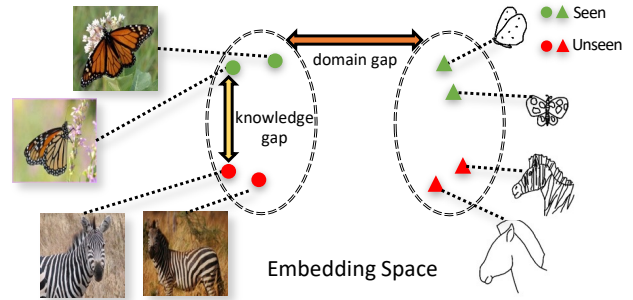 Seen
Unseen
domain gap
knowledge
gap
Embedding Space